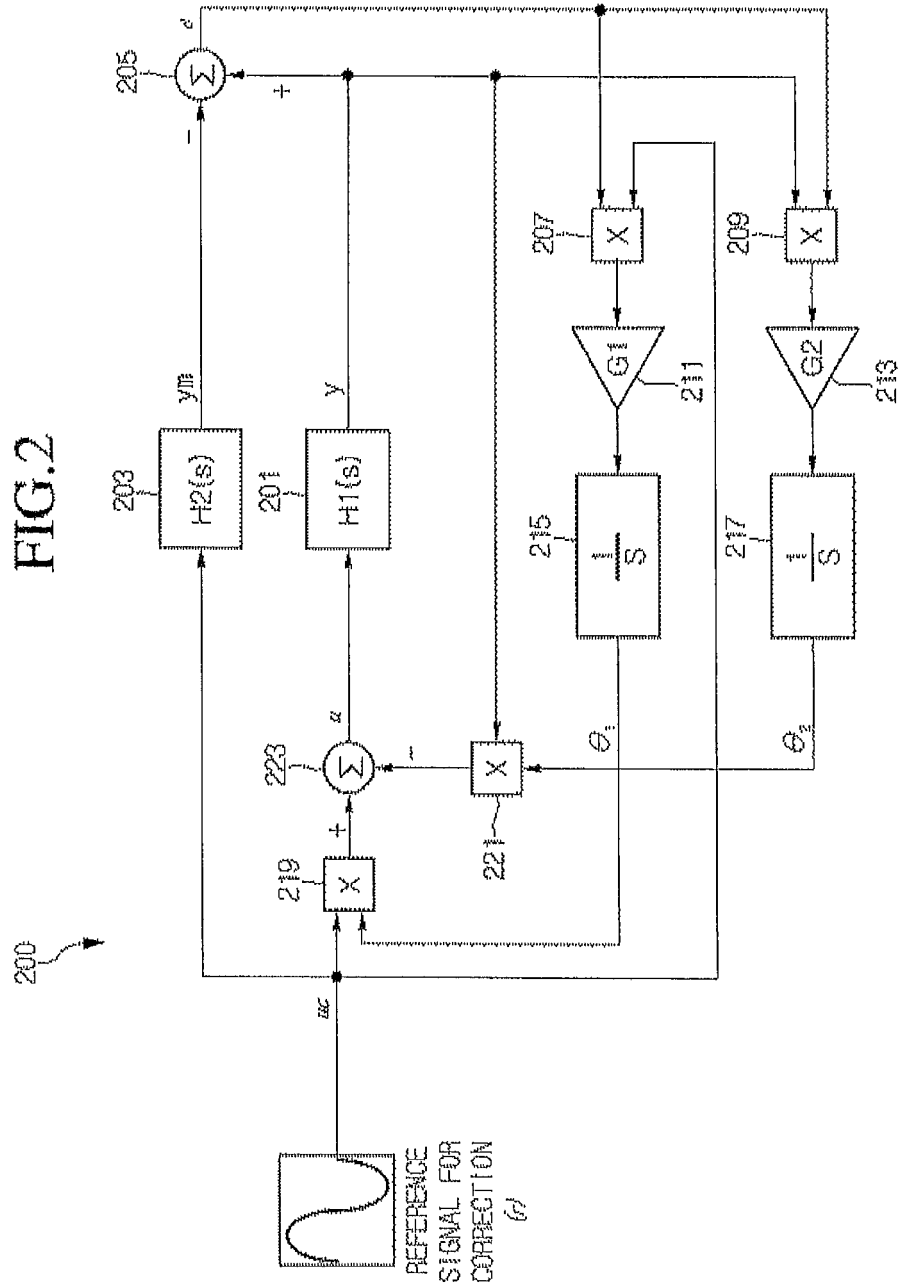 FIG.2
200
REFERENCE
SIGNAL FOR
CORRECTION
(r)
uc
219
X
+
223
Σ
-
u
203
H2(s)
ym
201
H1(s)
y
205
Σ
-
+
e
221
X
θ1
215
1/S
G1
211
207
X
θ2
217
1/S
G2
213
209
X